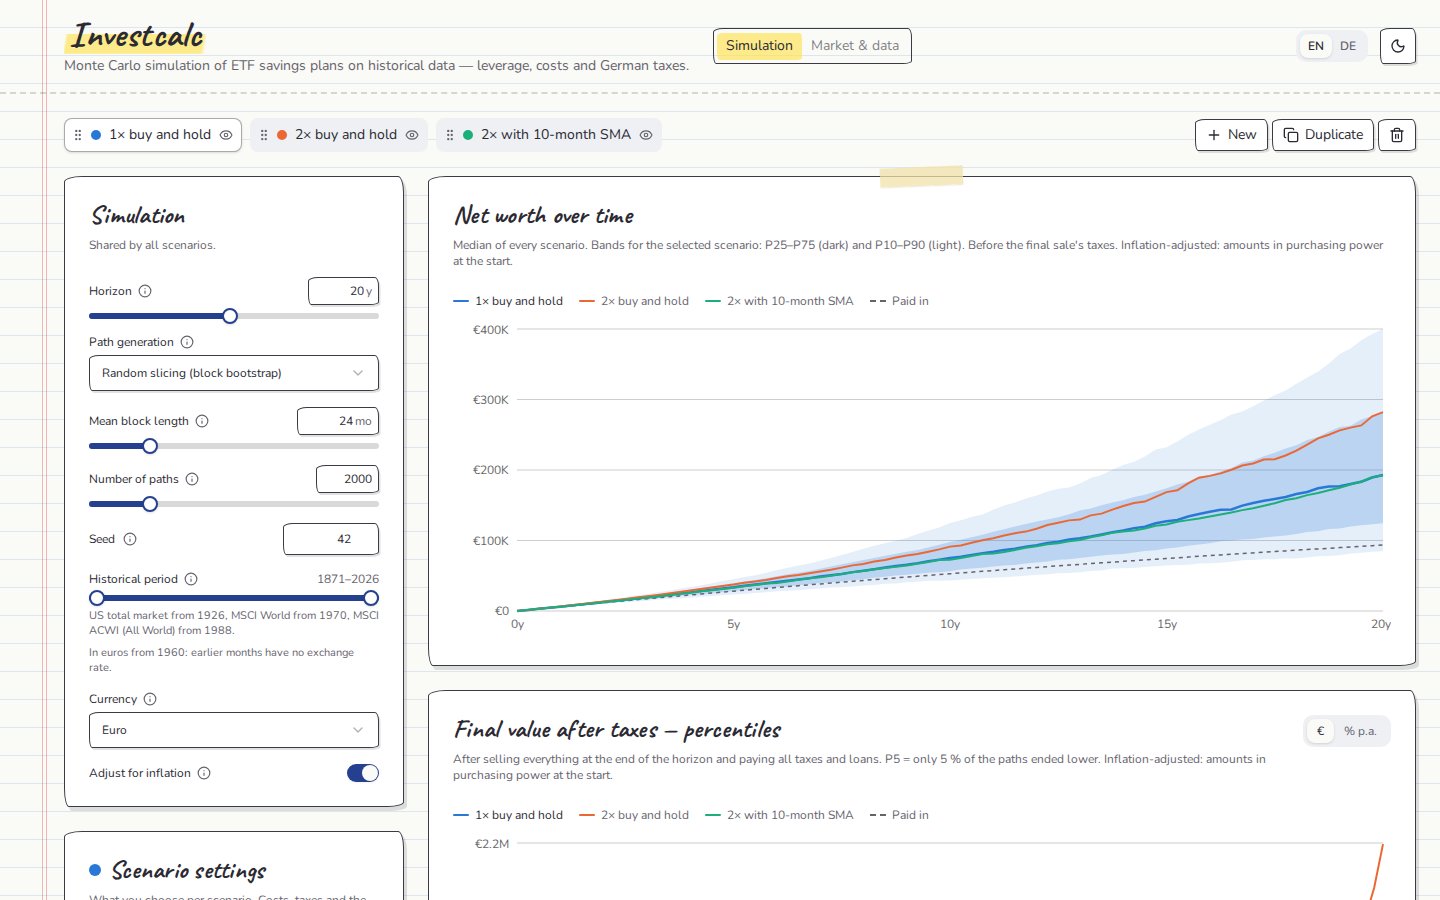 Investcalc
Monte Carlo simulation of ETF savings plans on historical data — leverage, costs and German taxes.
Simulation
Market & data
EN
DE
1× buy and hold
2× buy and hold
2× with 10-month SMA
New
Duplicate
Simulation
Shared by all scenarios.
Horizon
20 y
Path generation
Random slicing (block bootstrap)
Mean block length
24 mo
Number of paths
2000
Seed
42
Historical period
1871–2026
US total market from 1926, MSCI World from 1970, MSCI
ACWI (All World) from 1988.
In euros from 1960: earlier months have no exchange
rate.
Currency
Euro
Adjust for inflation
Scenario settings
What you choose per scenario. Costs, taxes and the
Net worth over time
Median of every scenario. Bands for the selected scenario: P25–P75 (dark) and P10–P90 (light). Before the final sale's taxes. Inflation-adjusted: amounts in purchasing power
at the start.
1× buy and hold
2× buy and hold
2× with 10-month SMA
Paid in
€400K
€300K
€200K
€100K
€0
0y
5y
10y
15y
20y
Final value after taxes — percentiles
€
% p.a.
After selling everything at the end of the horizon and paying all taxes and loans. P5 = only 5 % of the paths ended lower. Inflation-adjusted: amounts in
purchasing power at the start.
1× buy and hold
2× buy and hold
2× with 10-month SMA
Paid in
€2.2M